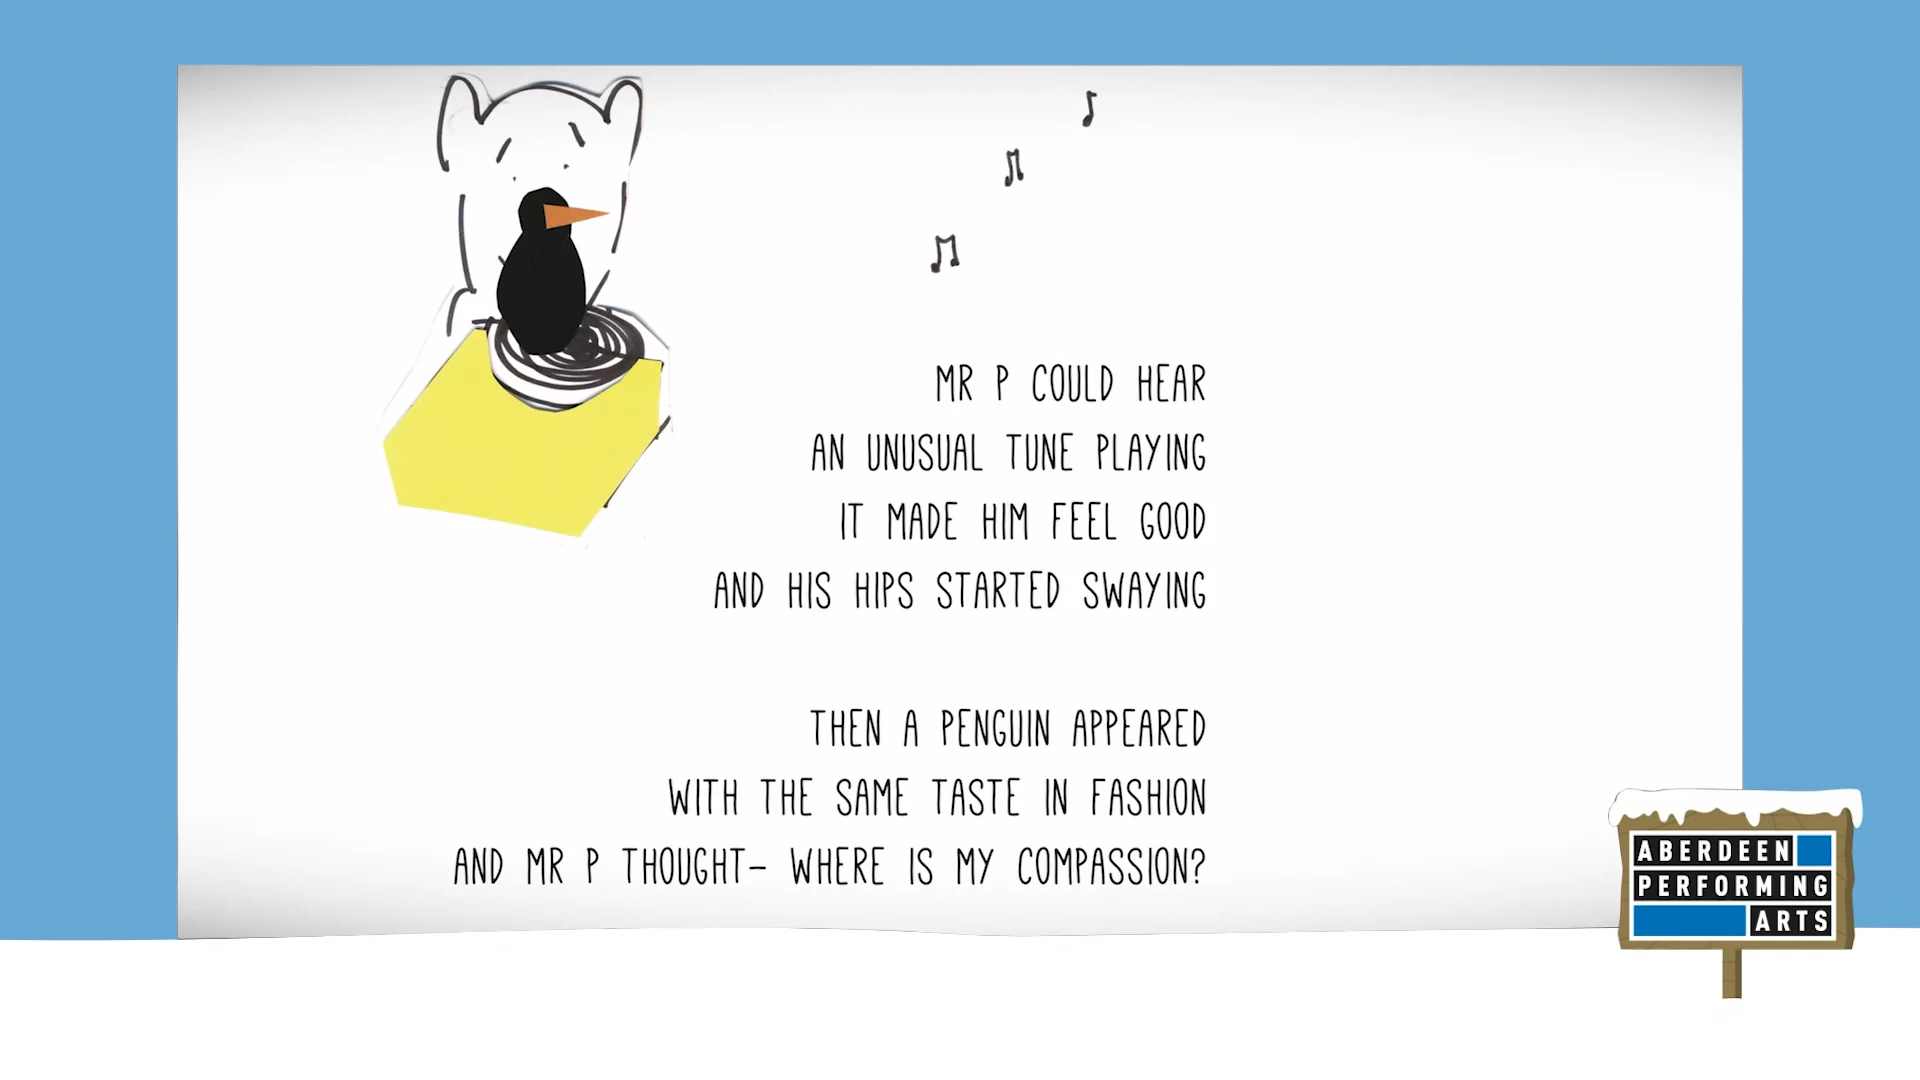 MR P COULD HEAR
AN UNUSUAL TUNE PLAYING
IT MADE HIM FEEL GOOD
AND HIS HIPS STARTED SWAYING
THEN A PENGUIN APPEARED
WITH THE SAME TASTE IN FASHION
AND MR P THOUGHT- WHERE IS MY COMPASSION?
ABERDEEN
PERFORMING
ARTS